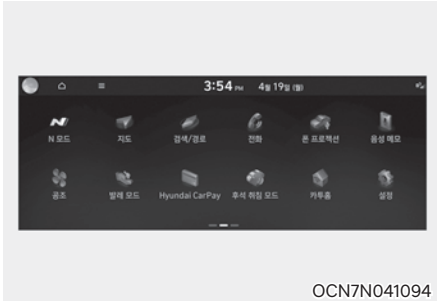 3:54 PM 4월 19일 (월)
N 모드 지도 검색/경로 전화 폰 프로젝션 음성 메모
공조 발레 모드 Hyundai CarPay 후석 취침 모드 카투홈 설정
OCN7N041094